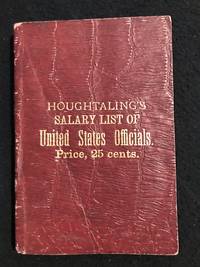 HOUGHTALING'S
SALARY LIST OF
United States Officials.
Price, 25 cents.